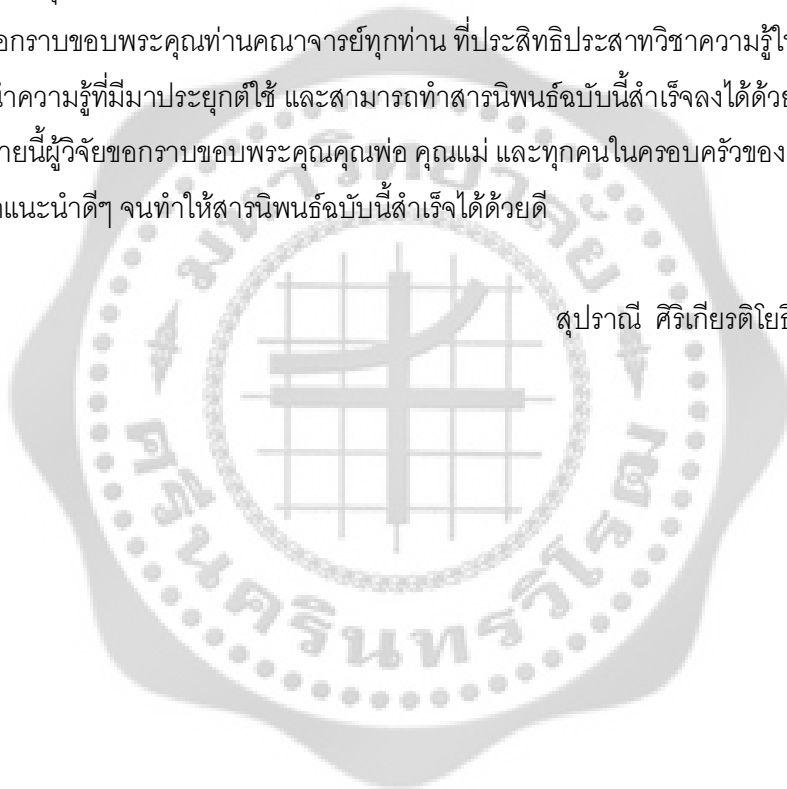 อกราบขอบพระคุณท่านคณาจารย์ทุกท่าน ที่ประสิทธิประสาทวิชาความรู้ใ
ำความรู้ที่มีมาประยุกต์ใช้ และสามารถทำสารนิพนธ์ฉบับนี้สำเร็จลงได้ด้วย
ายนี้ผู้วิจัยขอกราบขอบพระคุณคุณพ่อ คุณแม่ และทุกคนในครอบครัวของ
แนะนำดีๆ จนทำให้สารนิพนธ์ฉบับนี้สำเร็จได้ด้วยดี
สุปราณี ศิริเกียรติโยธิ
มหาวิทยาลัย
ศรีนครินทรวิโรฒ